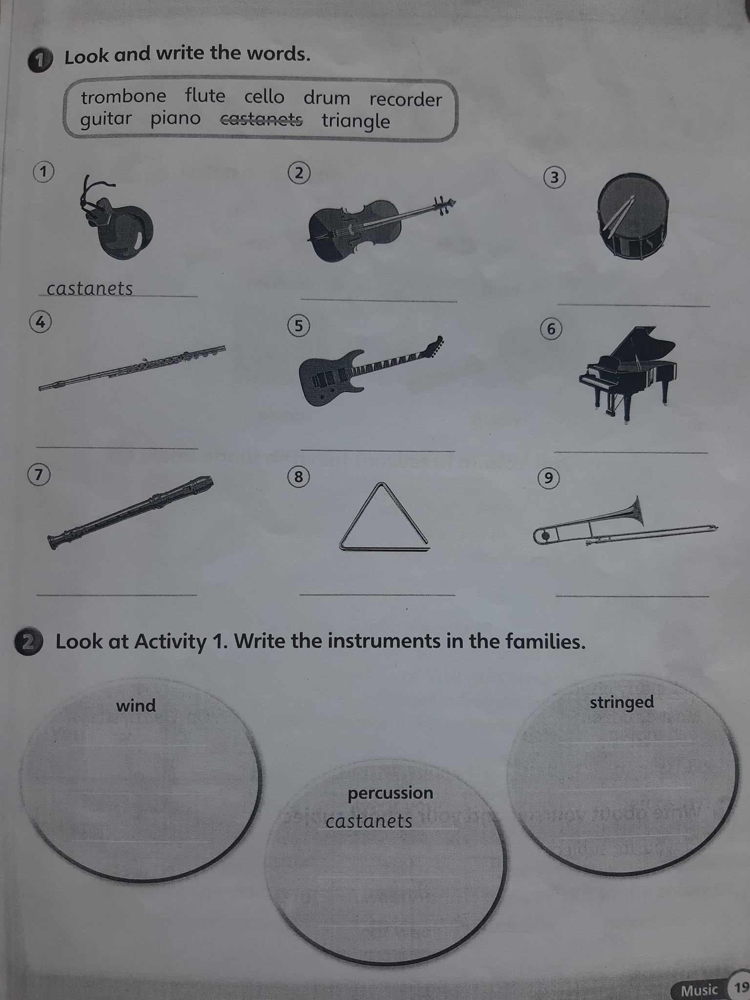 1 Look and write the words.
trombone flute cello drum recorder
guitar piano castanets triangle
1 2 3
castanets
4 5 6
7 8 9
2 Look at Activity 1. Write the instruments in the families.
wind
stringed
percussion
castanets
Music 19